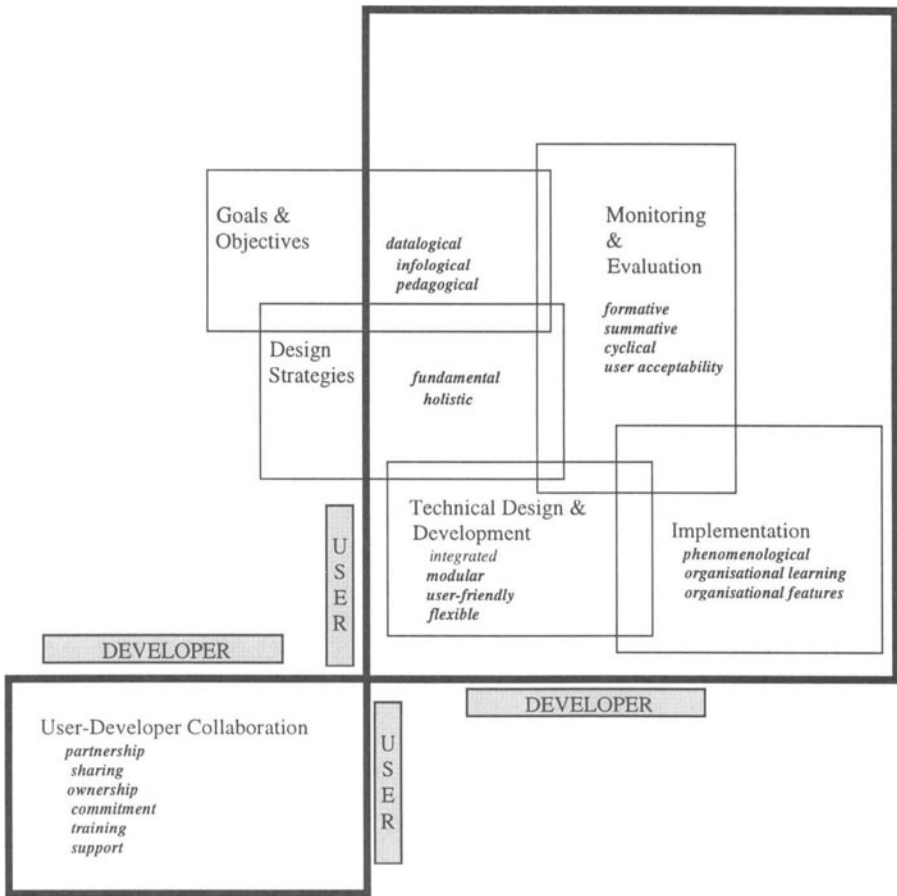 Goals &
Objectives
datalogical
infological
pedagogical
Monitoring
&
Evaluation
formative
summative
cyclical
user acceptability
Design
Strategies
fundamental
holistic
Technical Design &
Development
integrated
modular
user-friendly
flexible
Implementation
phenomenological
organisational learning
organisational features
USER
DEVELOPER
DEVELOPER
USER
User-Developer Collaboration
partnership
sharing
ownership
commitment
training
support